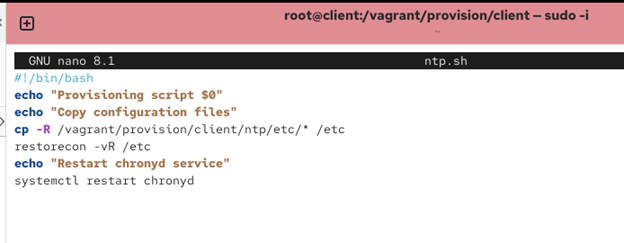 root@client:/vagrant/provision/client — sudo -i
GNU nano 8.1 ntp.sh
#!/bin/bash
echo "Provisioning script $0"
echo "Copy configuration files"
cp -R /vagrant/provision/client/ntp/etc/* /etc
restorecon -vR /etc
echo "Restart chronyd service"
systemctl restart chronyd